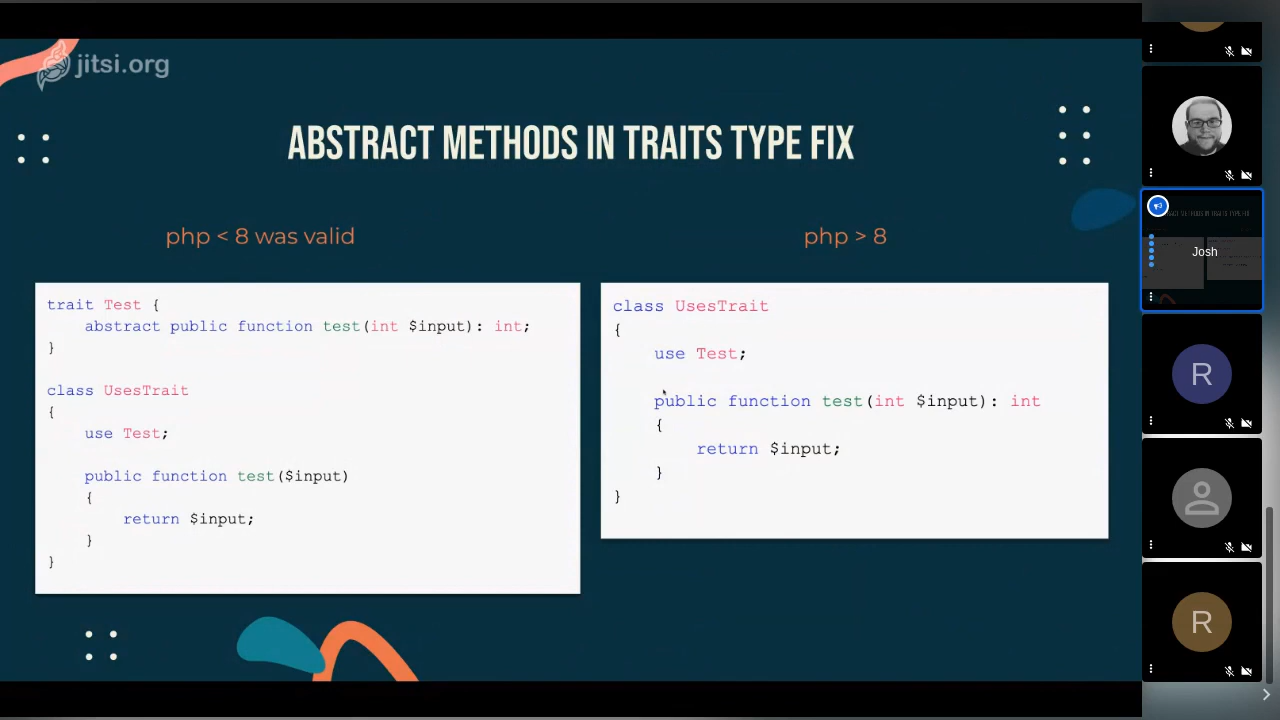 jitsi.org
ABSTRACT METHODS IN TRAITS TYPE FIX
php < 8 was valid
trait Test {
    abstract public function test(int $input): int;
}
class UsesTrait
{
    use Test;
    public function test($input)
    {
        return $input;
    }
}
php > 8
class UsesTrait
{
    use Test;
    public function test(int $input): int
    {
        return $input;
    }
}
Josh
R
R